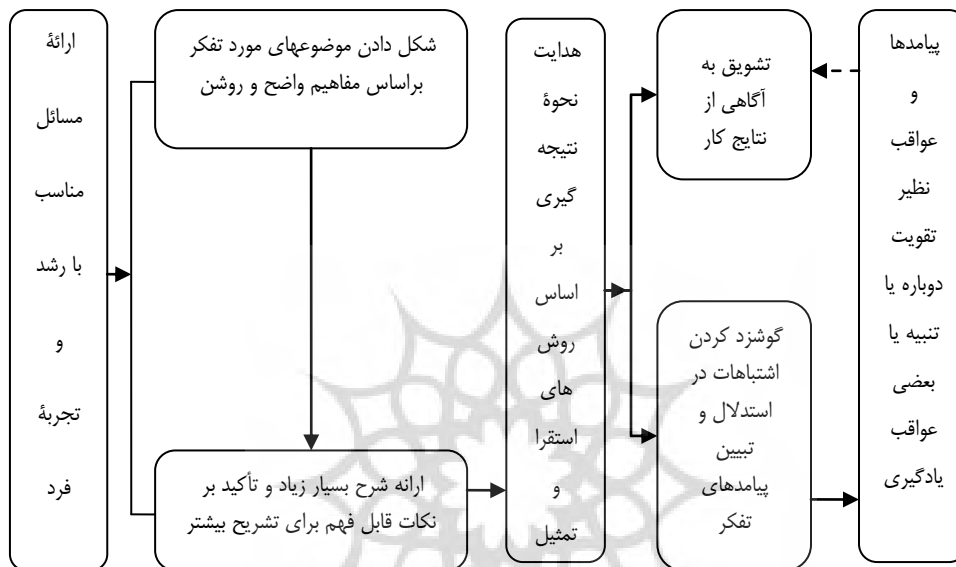 ارائهٔ
مسائل
مناسب
با رشد
و
تجربهٔ
فرد
شکل دادن موضوعهای مورد تفکر
براساس مفاهیم واضح و روشن
ارانه شرح بسیار زیاد و تأکید بر
نکات قابل فهم برای تشریح بیشتر
هدایت
نحوهٔ
نتیجه
گیری
بر
اساس
روش
های
استقرا
و
تمثیل
تشویق به
آگاهی از
نتایج کار
گوشزد کردن
اشتباهات در
استدلال و
تبیین
پیامدهای
تفکر
پیامدها
و
عواقب
نظیر
تقویت
دوباره یا
تنبیه یا
بعضی
عواقب
یادگیری